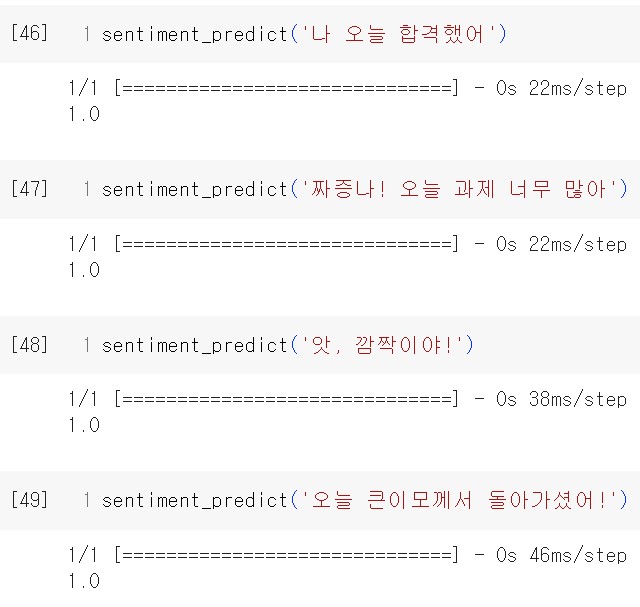 [46] 1 sentiment_predict('나 오늘 합격했어')
1/1 [==============================] - 0s 22ms/step
1.0
[47] 1 sentiment_predict('짜증나! 오늘 과제 너무 많아')
1/1 [==============================] - 0s 22ms/step
1.0
[48] 1 sentiment_predict('앗, 깜짝이야!')
1/1 [==============================] - 0s 38ms/step
1.0
[49] 1 sentiment_predict('오늘 큰이모께서 돌아가셨어!')
1/1 [==============================] - 0s 46ms/step
1.0